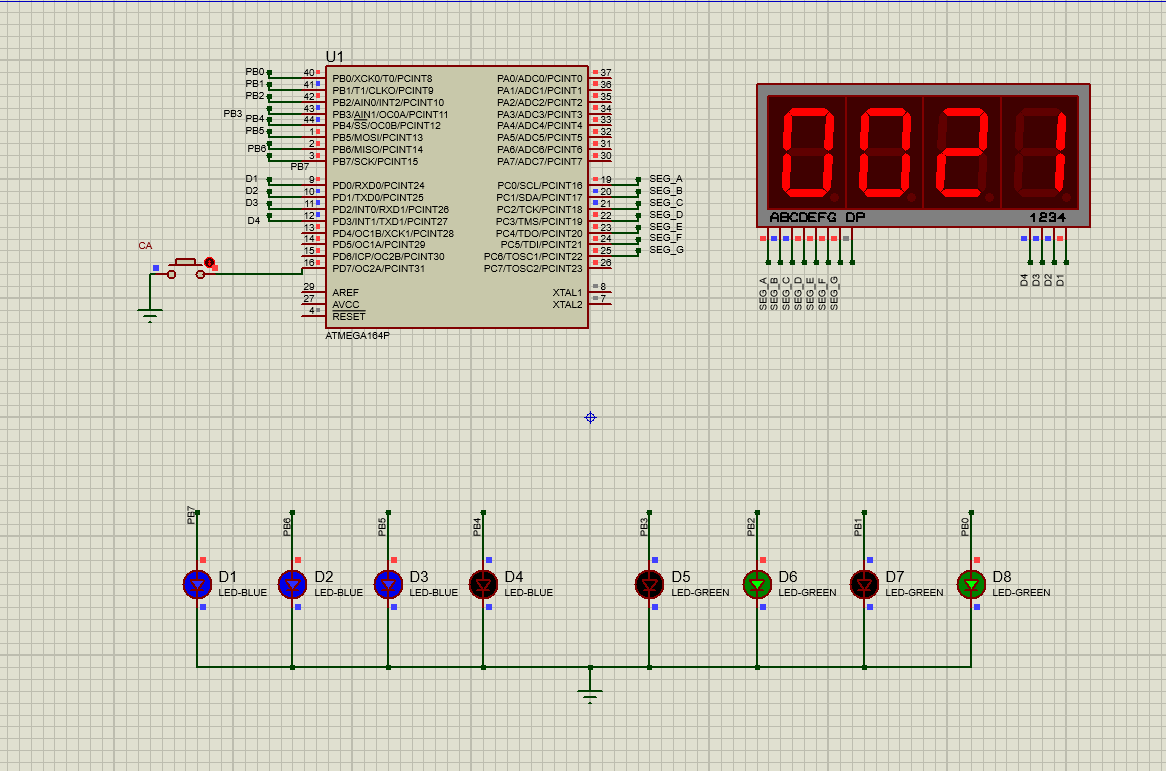 U1
PB0 40 PB0/XCK0/T0/PCINT8 PA0/ADC0/PCINT0 37
PB1 41 PB1/T1/CLKO/PCINT9 PA1/ADC1/PCINT1 36
PB2 42 PB2/AIN0/INT2/PCINT10 PA2/ADC2/PCINT2 35
PB3 43 PB3/AIN1/OC0A/PCINT11 PA3/ADC3/PCINT3 34
PB4 44 PB4/SS/OC0B/PCINT12 PA4/ADC4/PCINT4 33
PB5 1 PB5/MOSI/PCINT13 PA5/ADC5/PCINT5 32
PB6 2 PB6/MISO/PCINT14 PA6/ADC6/PCINT6 31
PB7 3 PB7/SCK/PCINT15 PA7/ADC7/PCINT7 30
D1 9 PD0/RXD0/PCINT24 PC0/SCL/PCINT16 19 SEG_A
D2 10 PD1/TXD0/PCINT25 PC1/SDA/PCINT17 20 SEG_B
D3 11 PD2/INT0/RXD1/PCINT26 PC2/TCK/PCINT18 21 SEG_C
D4 12 PD3/INT1/TXD1/PCINT27 PC3/TMS/PCINT19 22 SEG_D
13 PD4/OC1B/XCK1/PCINT28 PC4/TDO/PCINT20 23 SEG_E
14 PD5/OC1A/PCINT29 PC5/TDI/PCINT21 24 SEG_F
15 PD6/ICP/OC2B/PCINT30 PC6/TOSC1/PCINT22 25 SEG_G
16 PD7/OC2A/PCINT31 PC7/TOSC2/PCINT23 26
29 AREF XTAL1 8
27 AVCC XTAL2 7
4 RESET
ATMEGA164P
CA
0021
ABCDEFG DP 1234
SEG_A SEG_B SEG_C SEG_D SEG_E SEG_F SEG_G D4 D3 D2 D1
PB7 PB6 PB5 PB4 PB3 PB2 PB1 PB0
D1 D2 D3 D4 D5 D6 D7 D8
LED-BLUE LED-BLUE LED-BLUE LED-BLUE LED-GREEN LED-GREEN LED-GREEN LED-GREEN